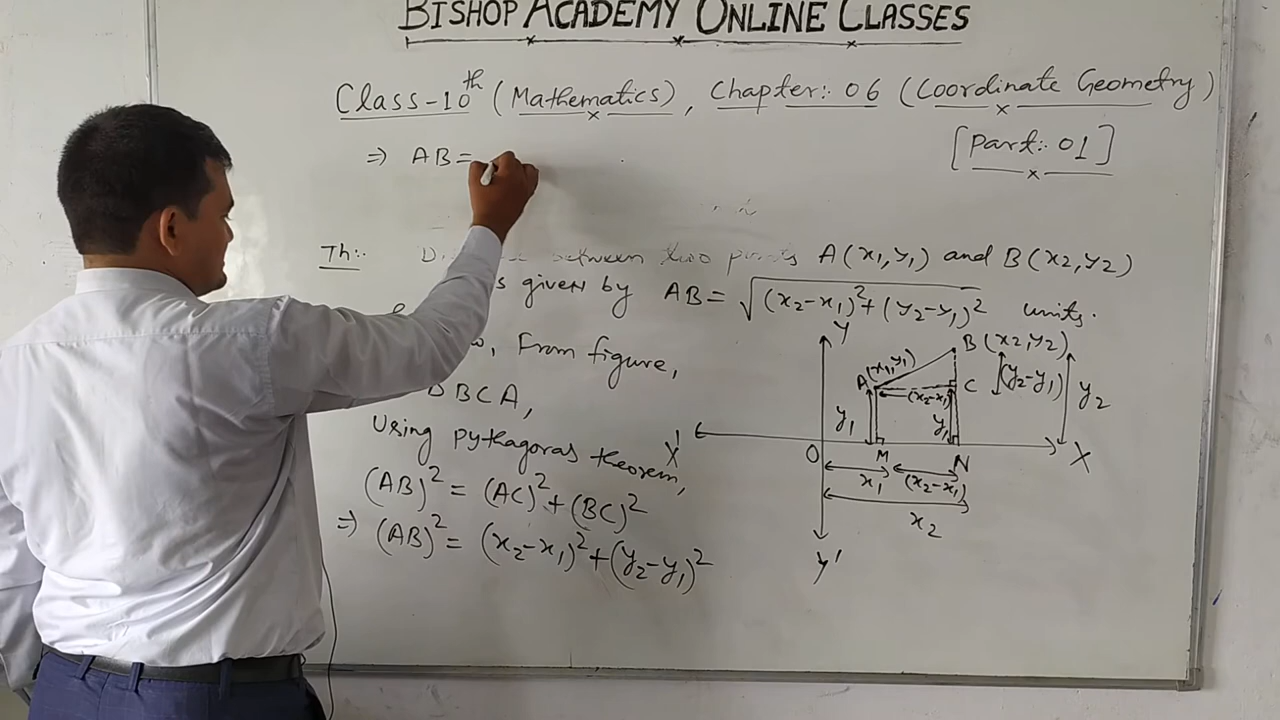 BISHOP ACADEMY ONLINE CLASSES
Class-10th (Mathematics), Chapter:- 06 (Coordinate Geometry)
[Part:- 01]
⇒ AB=
Th:- between two points A(x₁,y₁) and B(x₂,y₂)
given by AB = √(x₂-x₁)²+(y₂-y₁)² units.
From figure,
BCA,
Using pythagoras theorem,
(AB)² = (AC)²+(BC)²
⇒ (AB)² = (x₂-x₁)²+(y₂-y₁)²
Y
B(x₂,y₂)
A (x₁,y₁)
C
(x₂-x₁)
(y₂-y₁)
y₂
y₁
y₁
X'
O
M
N
X
x₁
(x₂-x₁)
x₂
Y'